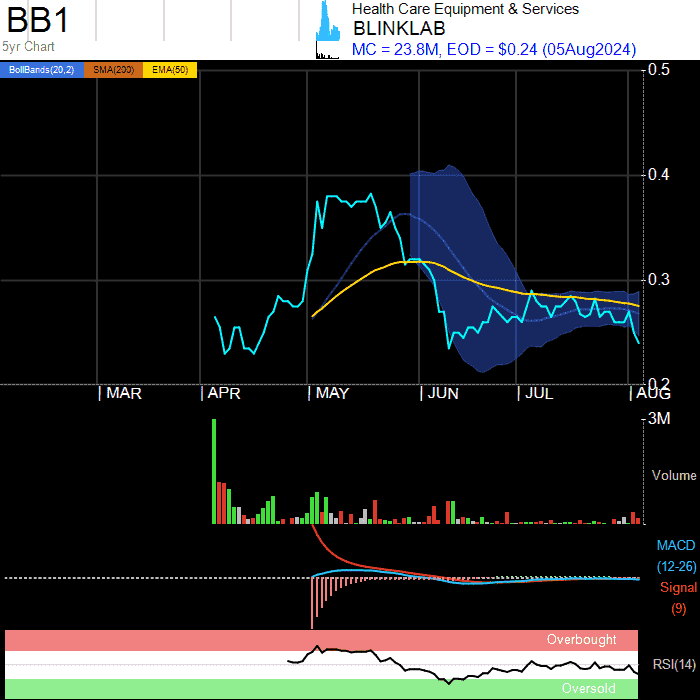 BB1
5yr Chart
Health Care Equipment & Services
BLINKLAB
MC = 23.8M, EOD = $0.24 (05Aug2024)
BollBands(20,2) SMA(200) EMA(50)
0.5
0.4
0.3
0.2
| MAR | APR | MAY | JUN | JUL | AUG
3M
Volume
MACD
(12-26)
Signal
(9)
Overbought
RSI(14)
Oversold